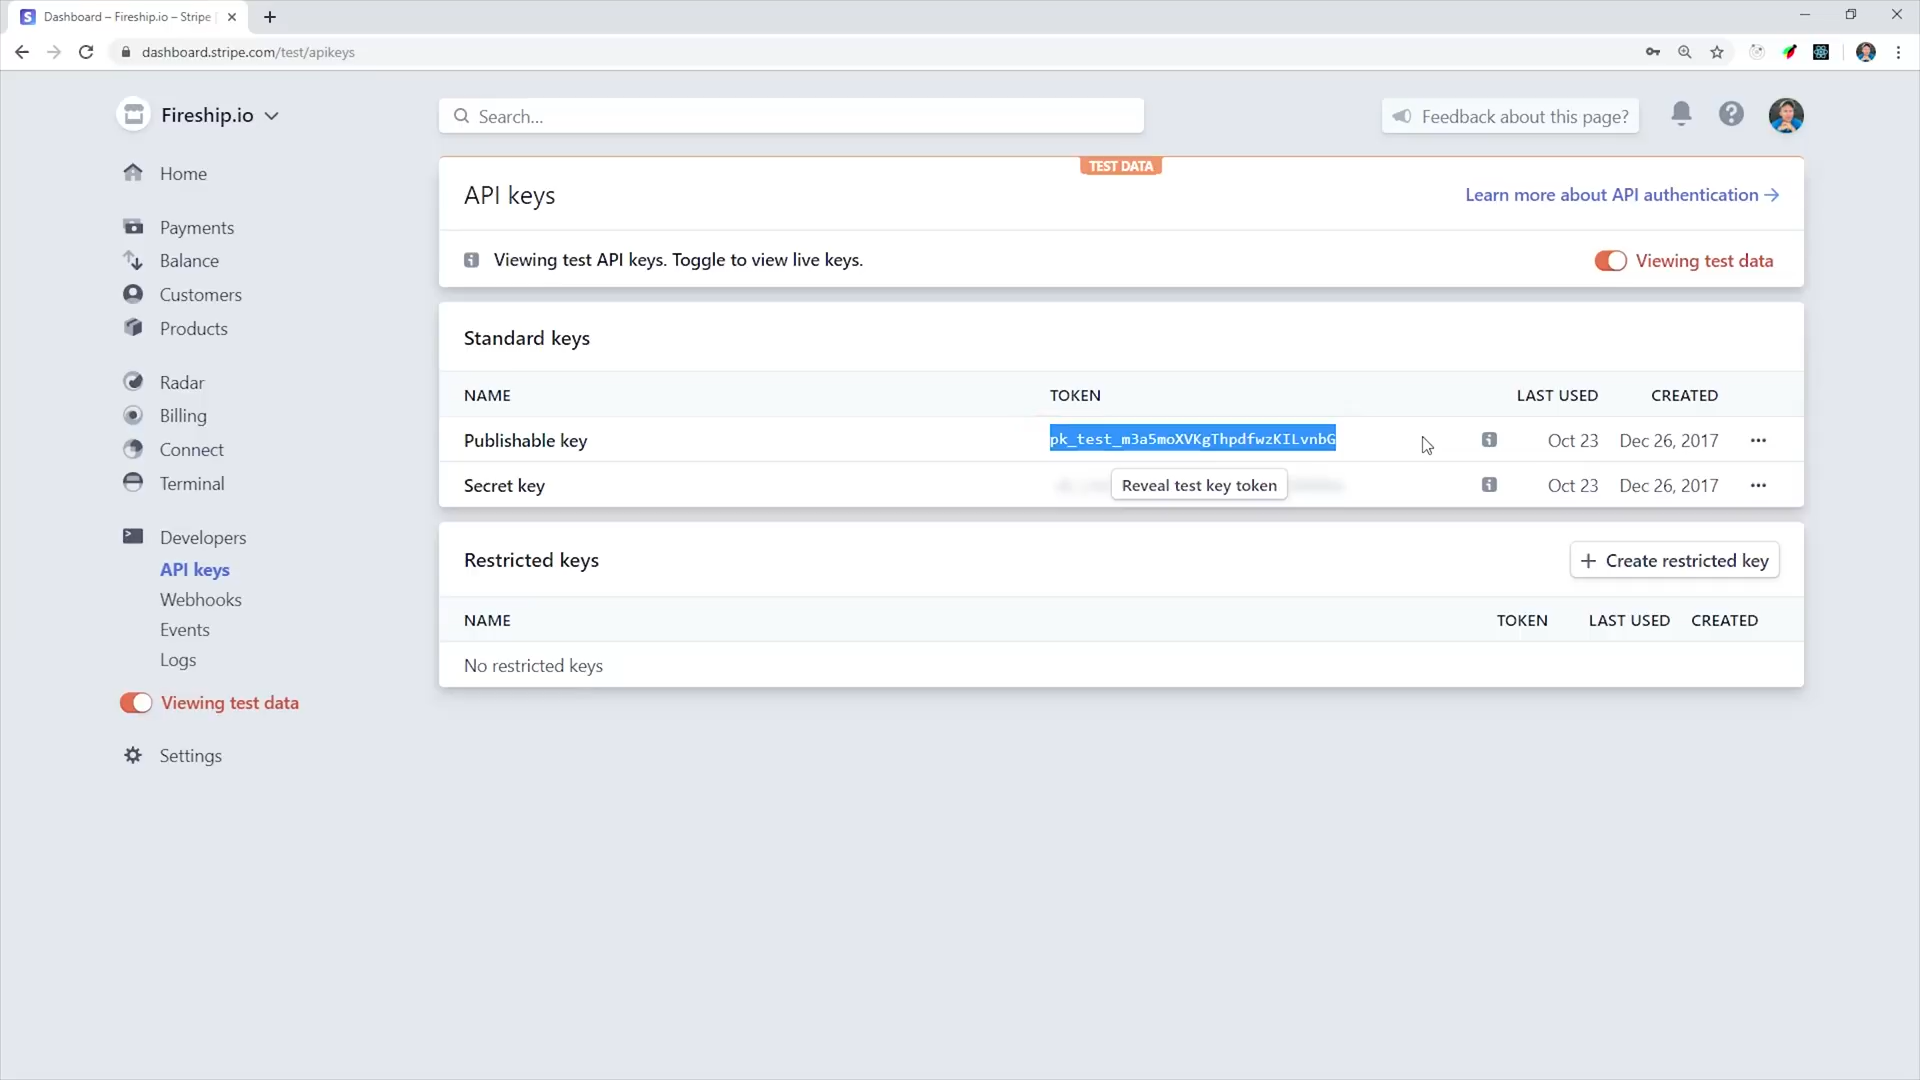 Dashboard – Fireship.io – Stripe
dashboard.stripe.com/test/apikeys
Fireship.io
Search...
Feedback about this page?
Home
Payments
Balance
Customers
Products
Radar
Billing
Connect
Terminal
Developers
API keys
Webhooks
Events
Logs
Viewing test data
Settings
TEST DATA
API keys
Learn more about API authentication
Viewing test API keys. Toggle to view live keys.
Viewing test data
Standard keys
NAME TOKEN LAST USED CREATED
Publishable key pk_test_m3a5moXVKgThpdfwzKILvnbG Oct 23 Dec 26, 2017
Secret key Reveal test key token Oct 23 Dec 26, 2017
Restricted keys
Create restricted key
NAME TOKEN LAST USED CREATED
No restricted keys